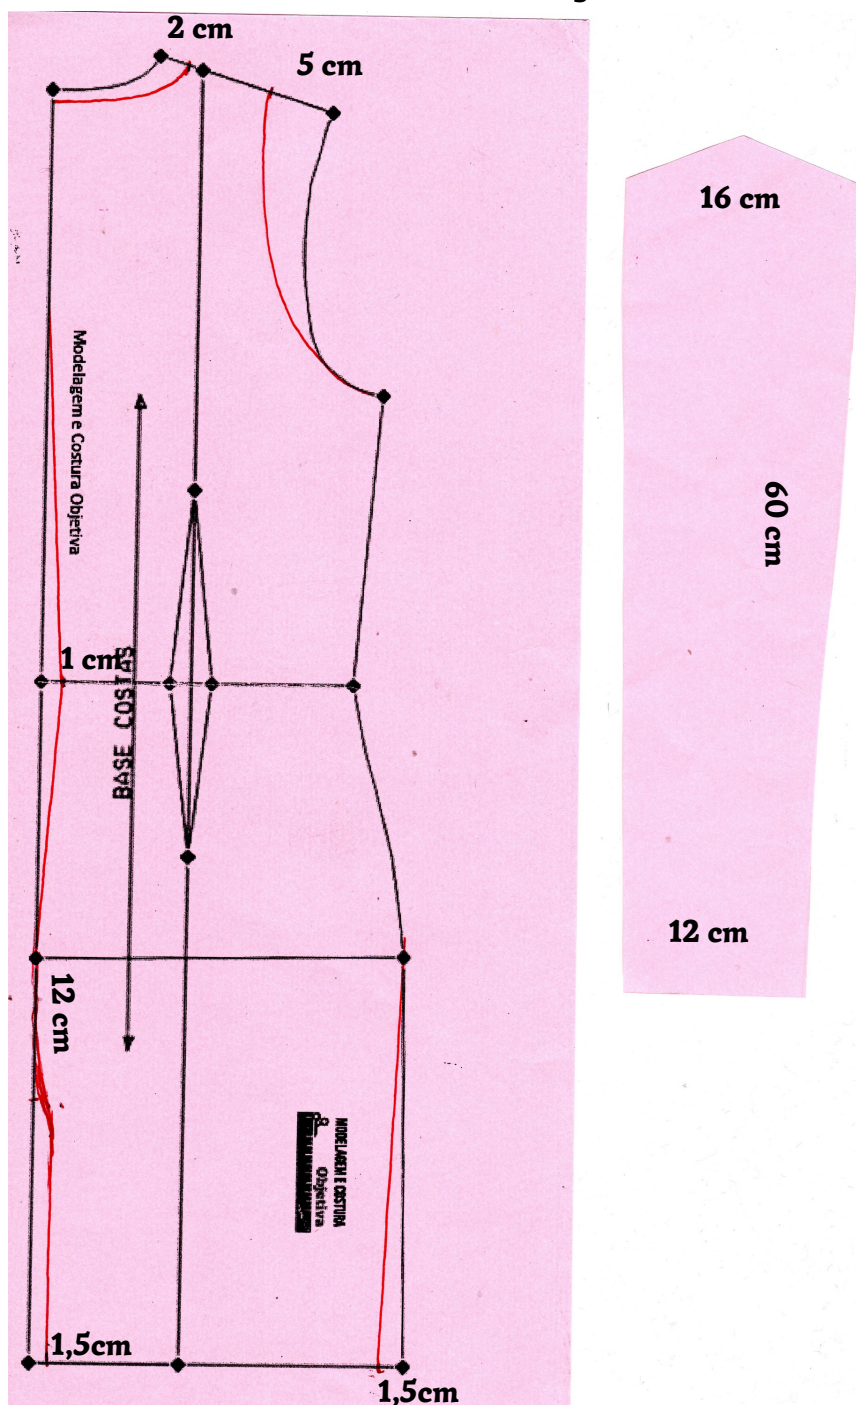 2 cm
5 cm
16 cm
Modelagem e Costura Objetiva
60 cm
1 cm
BASE COSTAS
12 cm
12 cm
MODELAGEM E COSTURA
Objetiva
1,5cm
1,5cm